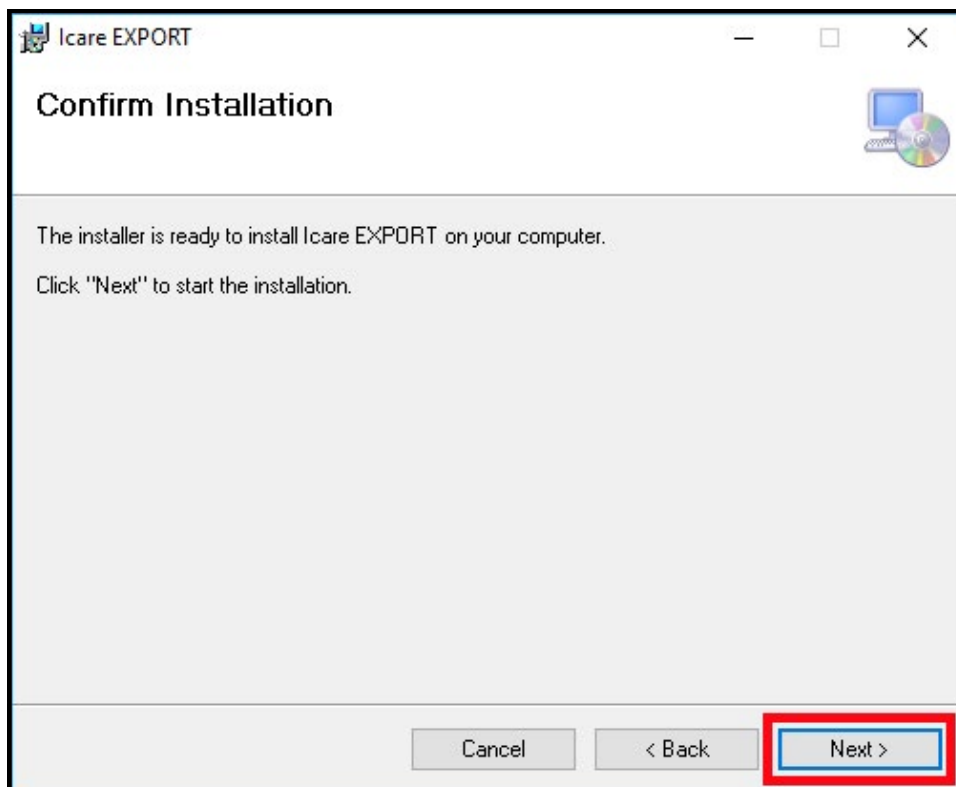 Icare EXPORT
Confirm Installation
The installer is ready to install Icare EXPORT on your computer.
Click "Next" to start the installation.
Cancel
< Back
Next >